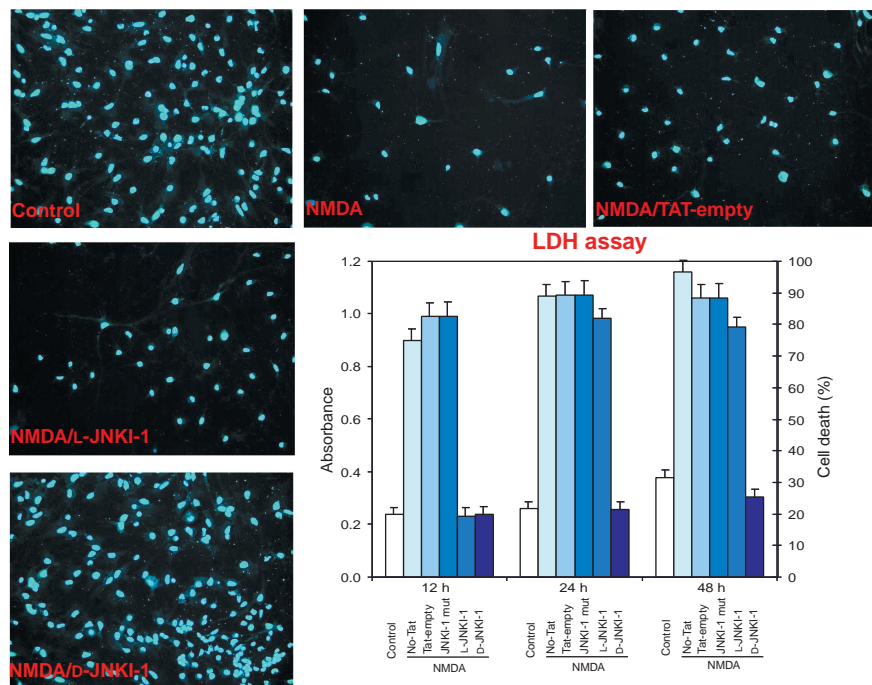 Control
NMDA
NMDA/TAT-empty
NMDA/L-JNKI-1
NMDA/D-JNKI-1
LDH assay
Absorbance
1.2
1.0
0.8
0.6
0.4
0.2
0.0
100
90
80
70
60
50
40
30
20
10
0
Cell death (%)
12 h
24 h
48 h
Control
No-Tat
Tat-empty
JNKI-1 mut
L-JNKI-1
D-JNKI-1
NMDA
Control
No-Tat
Tat-empty
JNKI-1 mut
L-JNKI-1
D-JNKI-1
NMDA
Control
No-Tat
Tat-empty
JNKI-1 mut
L-JNKI-1
D-JNKI-1
NMDA